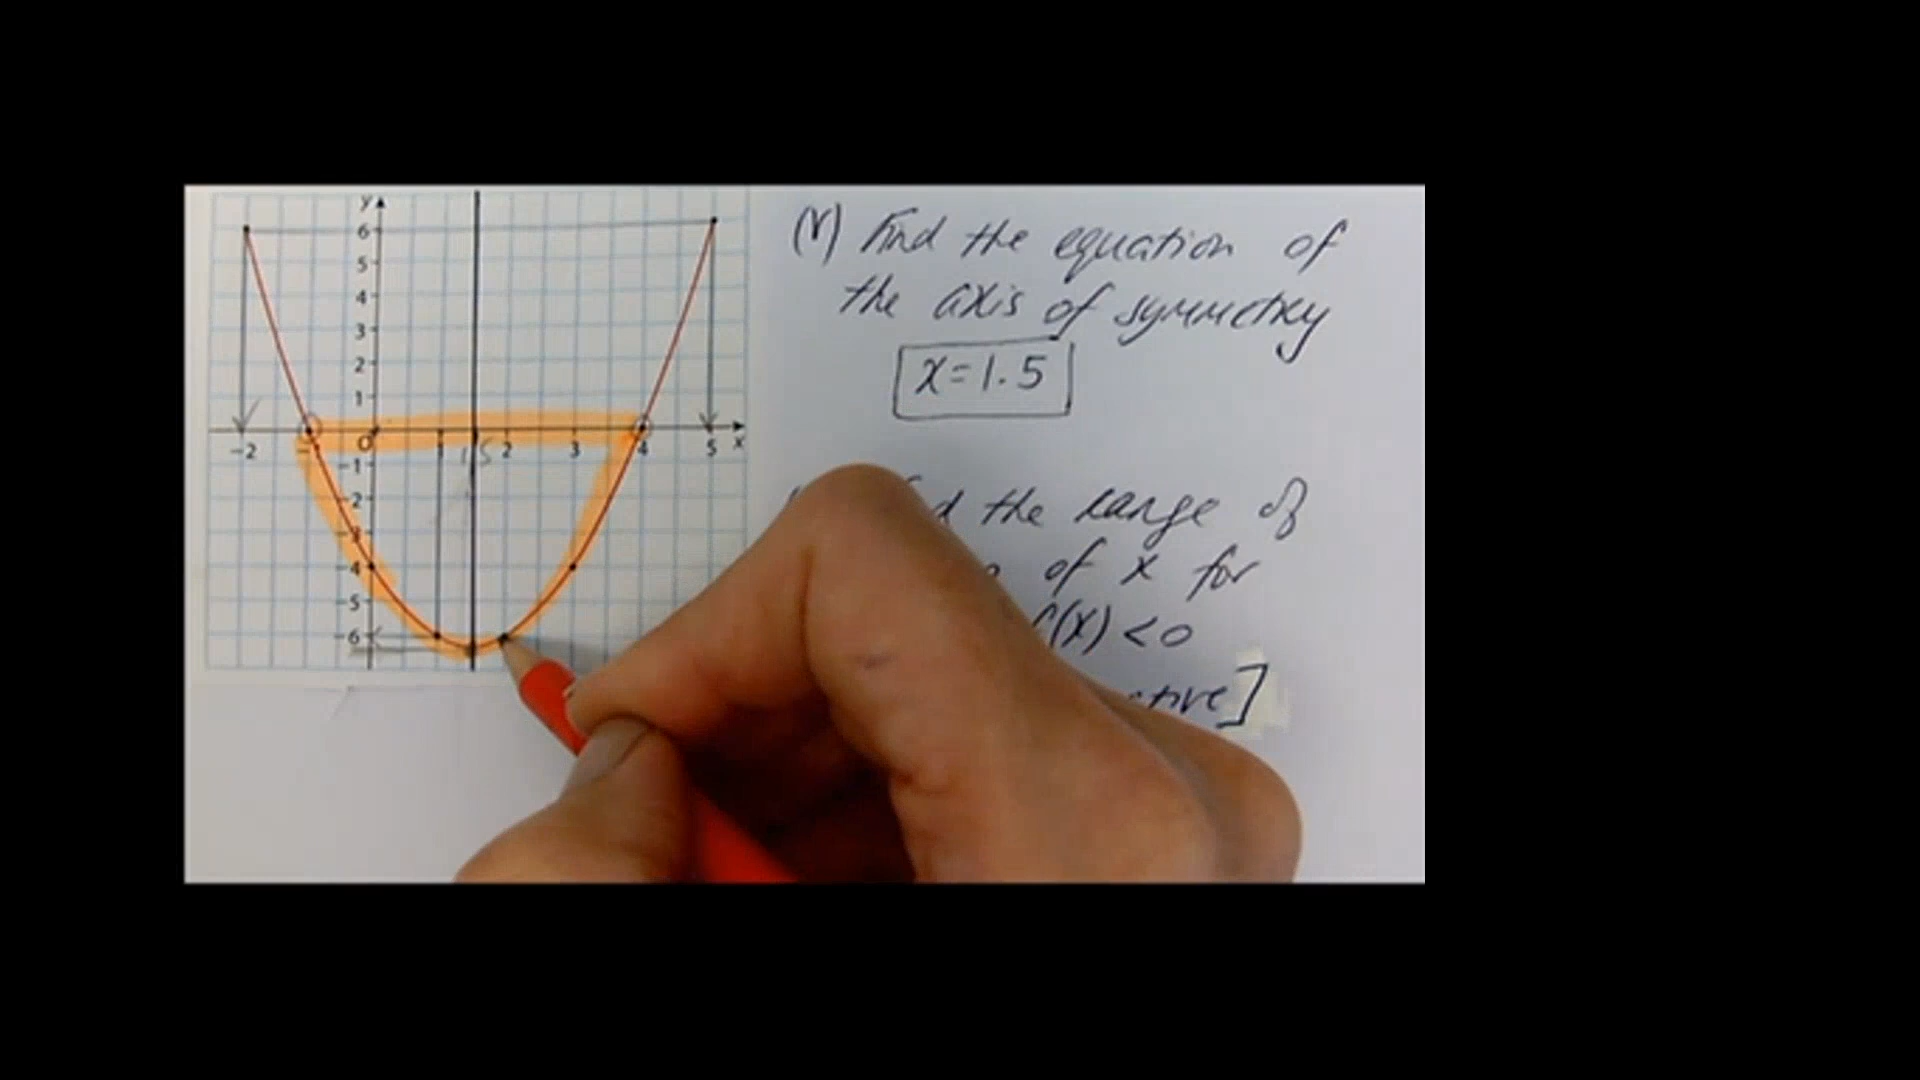 y
6
5
4
3
2
1
-2
0
1
1.5
2
3
4
5
x
-1
-2
-3
-4
-5
-6
(V) Find the equation of
the axis of symmetry
x=1.5
the range of
of x for
f(x) <0
]